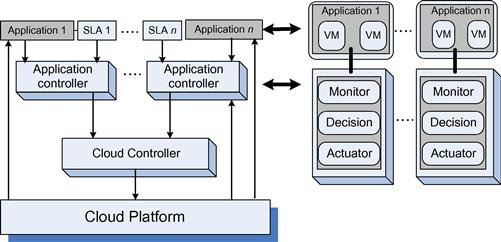 Application 1 SLA 1 SLA n Application n
Application
controller
Application
controller
Cloud Controller
Cloud Platform
Application 1
VM VM
Monitor
Decision
Actuator
Application n
VM VM
Monitor
Decision
Actuator